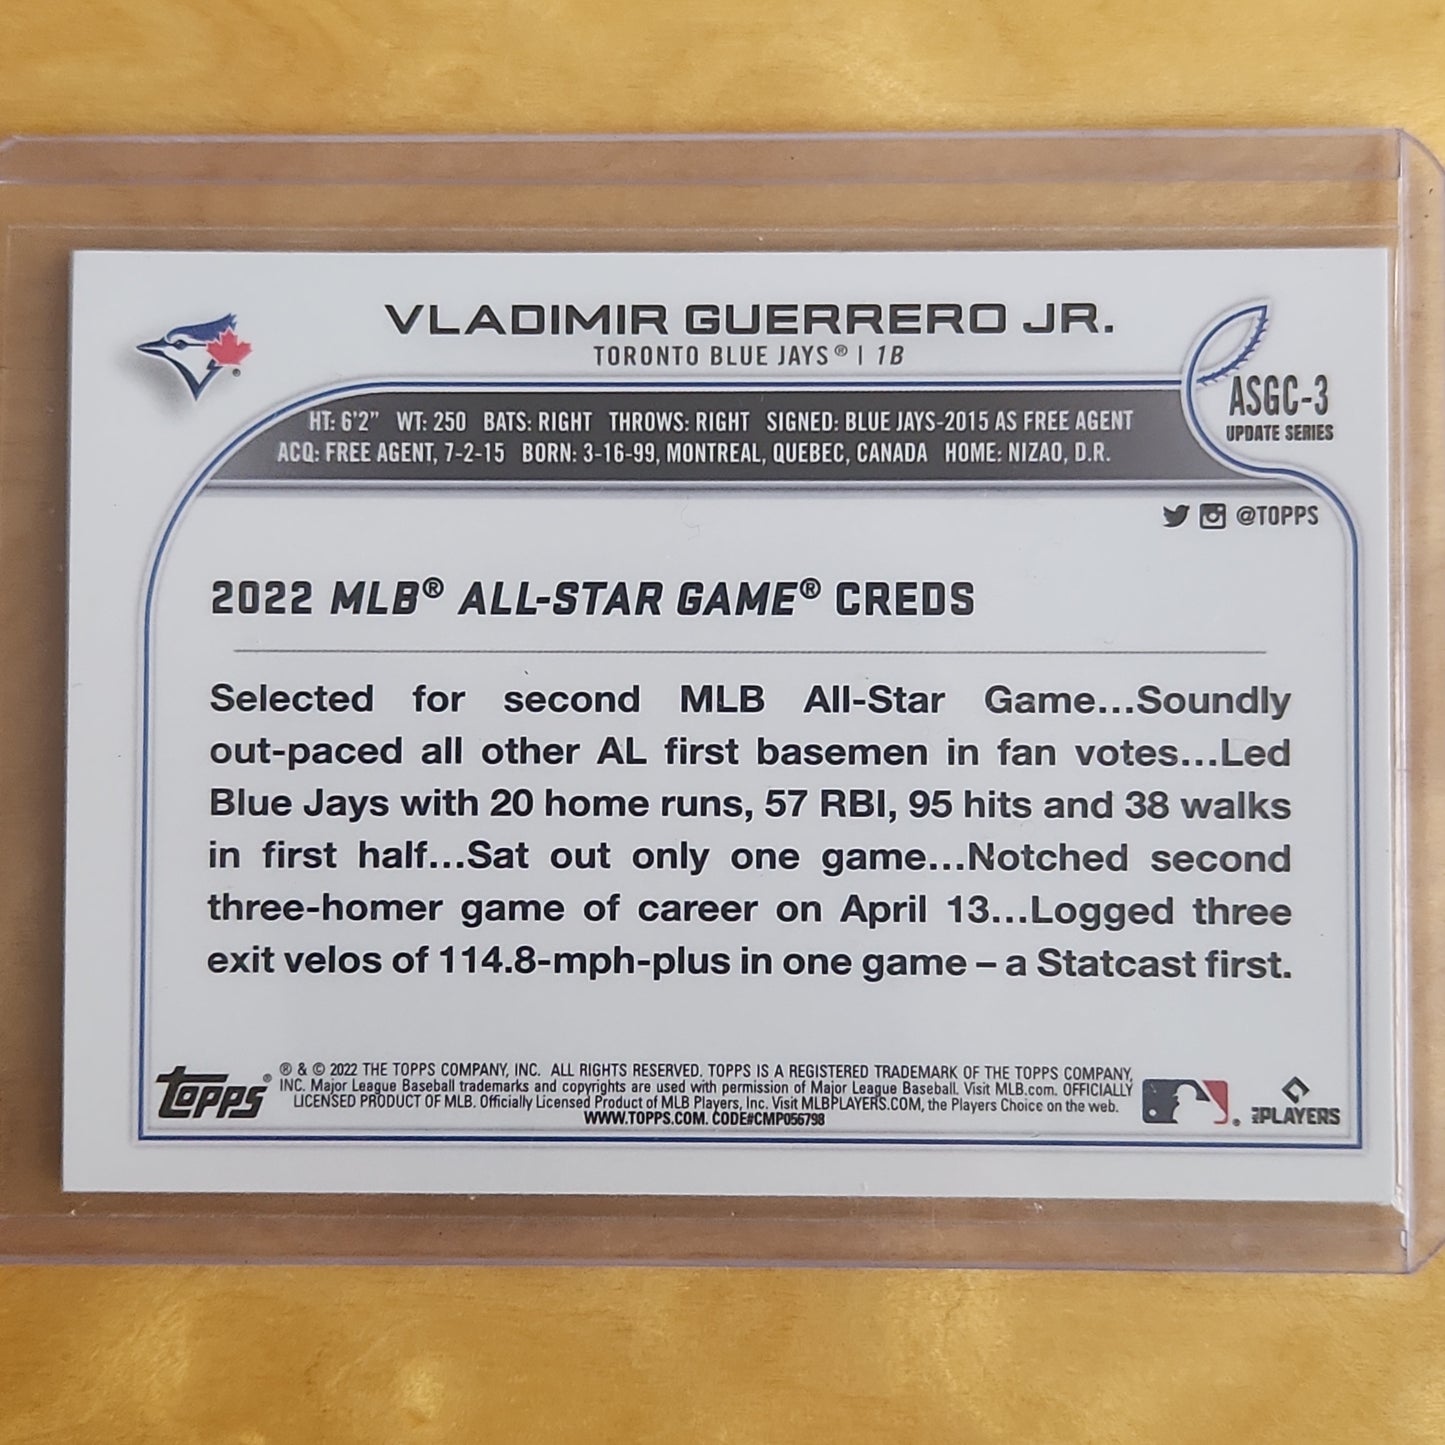 VLADIMIR GUERRERO JR.
TORONTO BLUE JAYS® | 1B
ASGC-3
UPDATE SERIES
HT: 6'2" WT: 250 BATS: RIGHT THROWS: RIGHT SIGNED: BLUE JAYS-2015 AS FREE AGENT
ACQ: FREE AGENT, 7-2-15 BORN: 3-16-99, MONTREAL, QUEBEC, CANADA HOME: NIZAO, D.R.
@TOPPS
2022 MLB® ALL-STAR GAME® CREDS
Selected for second MLB All-Star Game...Soundly
out-paced all other AL first basemen in fan votes...Led
Blue Jays with 20 home runs, 57 RBI, 95 hits and 38 walks
in first half...Sat out only one game...Notched second
three-homer game of career on April 13...Logged three
exit velos of 114.8-mph-plus in one game – a Statcast first.
topps®
® & © 2022 THE TOPPS COMPANY, INC. ALL RIGHTS RESERVED. TOPPS IS A REGISTERED TRADEMARK OF THE TOPPS COMPANY,
INC. Major League Baseball trademarks and copyrights are used with permission of Major League Baseball. Visit MLB.com. OFFICIALLY
LICENSED PRODUCT OF MLB. Officially Licensed Product of MLB Players, Inc. Visit MLBPLAYERS.COM, the Players Choice on the web.
WWW.TOPPS.COM. CODE#CMP056798
PLAYERS